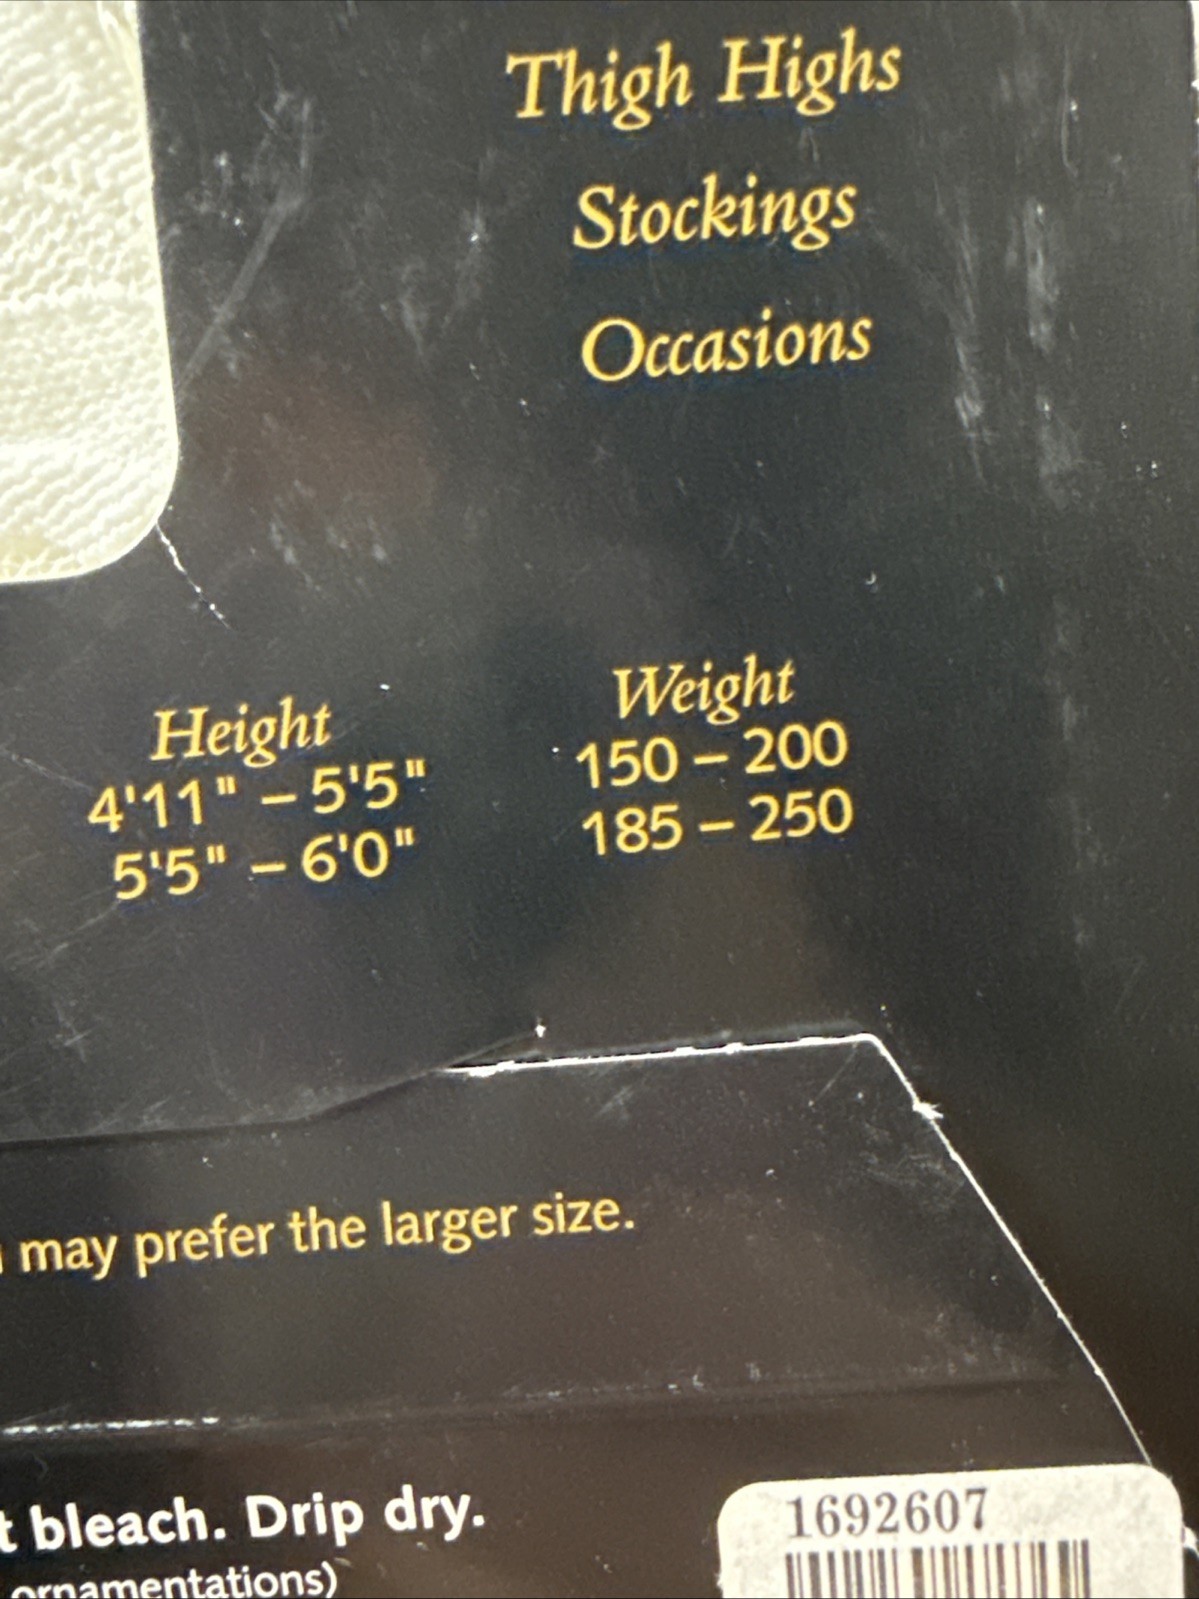 Thigh Highs
Stockings
Occasions
Height Weight
4'11" – 5'5" 150 – 200
5'5" – 6'0" 185 – 250
may prefer the larger size.
t bleach. Drip dry.
ornamentations)
1692607